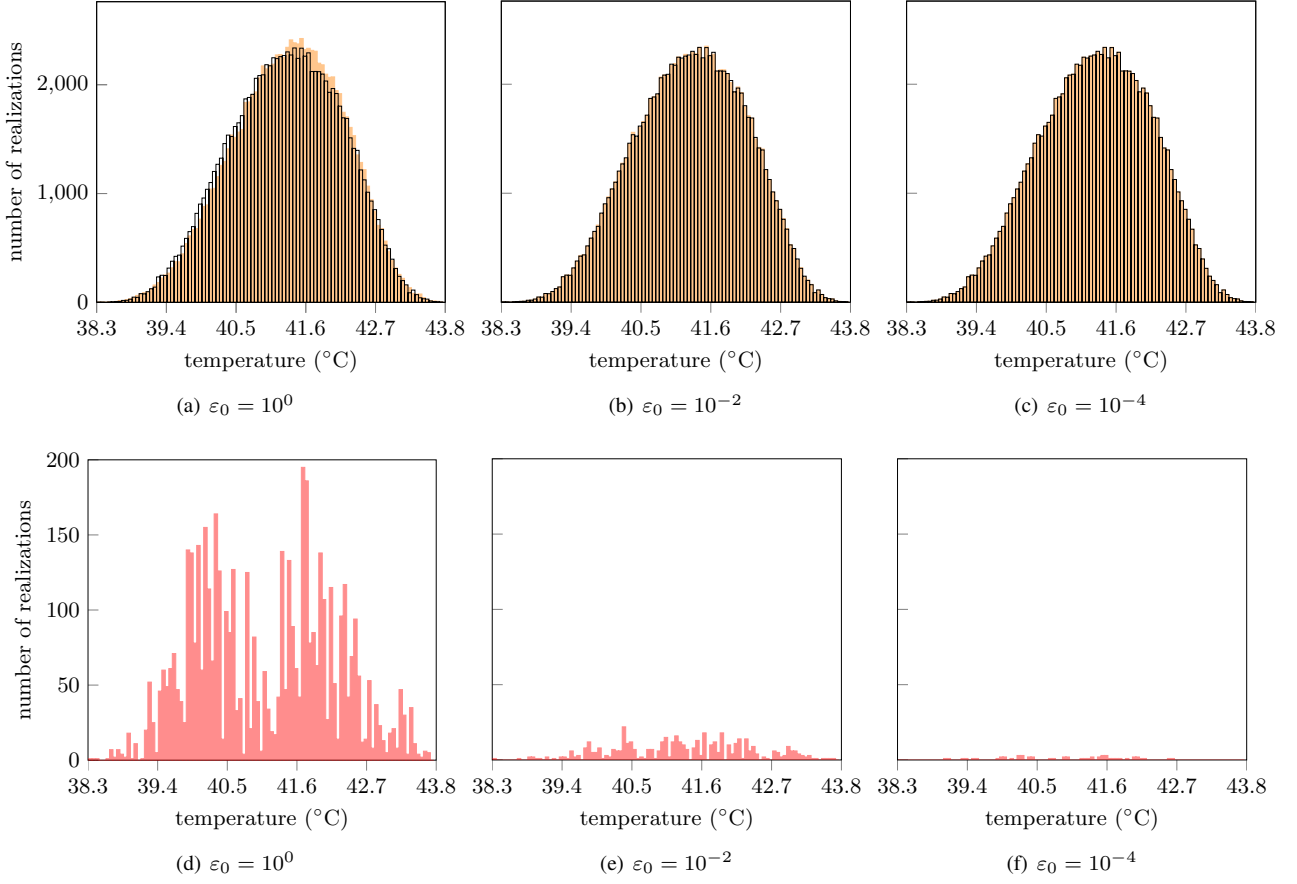 number of realizations
2,000
1,000
0
38.3 39.4 40.5 41.6 42.7 43.8
temperature (°C)
(a) ε₀ = 10⁰
38.3 39.4 40.5 41.6 42.7 43.8
temperature (°C)
(b) ε₀ = 10⁻²
38.3 39.4 40.5 41.6 42.7 43.8
temperature (°C)
(c) ε₀ = 10⁻⁴
number of realizations
200
150
100
50
0
38.3 39.4 40.5 41.6 42.7 43.8
temperature (°C)
(d) ε₀ = 10⁰
38.3 39.4 40.5 41.6 42.7 43.8
temperature (°C)
(e) ε₀ = 10⁻²
38.3 39.4 40.5 41.6 42.7 43.8
temperature (°C)
(f) ε₀ = 10⁻⁴